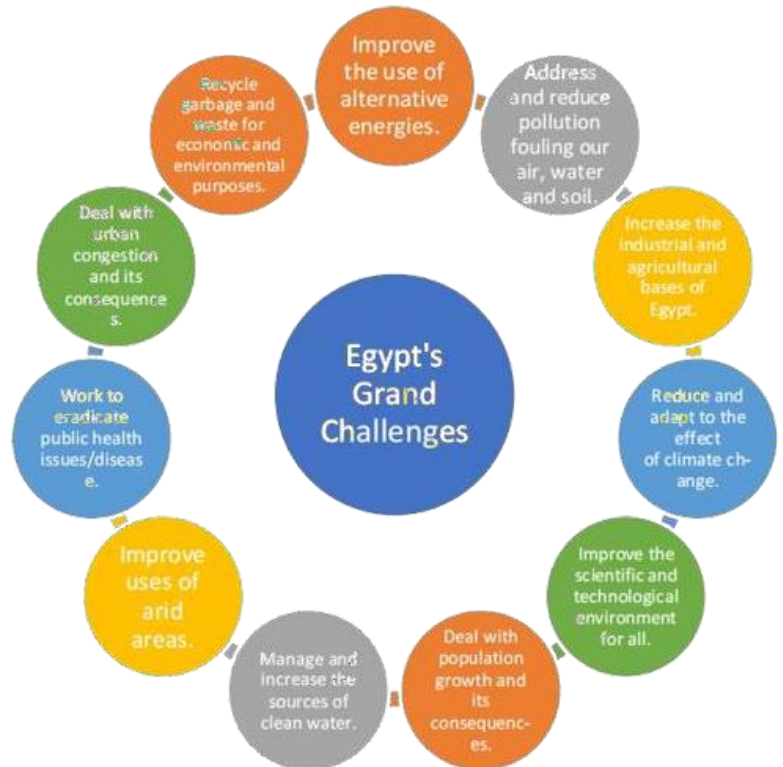 Improve
the use of
alternative
energies.
Address
and reduce
pollution
fouling our
air, water
and soil.
Increase the
industrial and
agricultural
bases of
Egypt.
Reduce and
adapt to the
effect
of climate ch-
ange.
Improve the
scientific and
technological
environment
for all.
Deal with
population
growth and
its
consequenc-
es.
Manage and
increase the
sources of
clean water.
Improve
uses of
arid
areas.
Work to
eradicate
public health
issues/diseas
e.
Deal with
urban
congestion
and its
consequence
s.
Recycle
garbage and
waste for
economic and
environmental
purposes.
Egypt's
Grand
Challenges